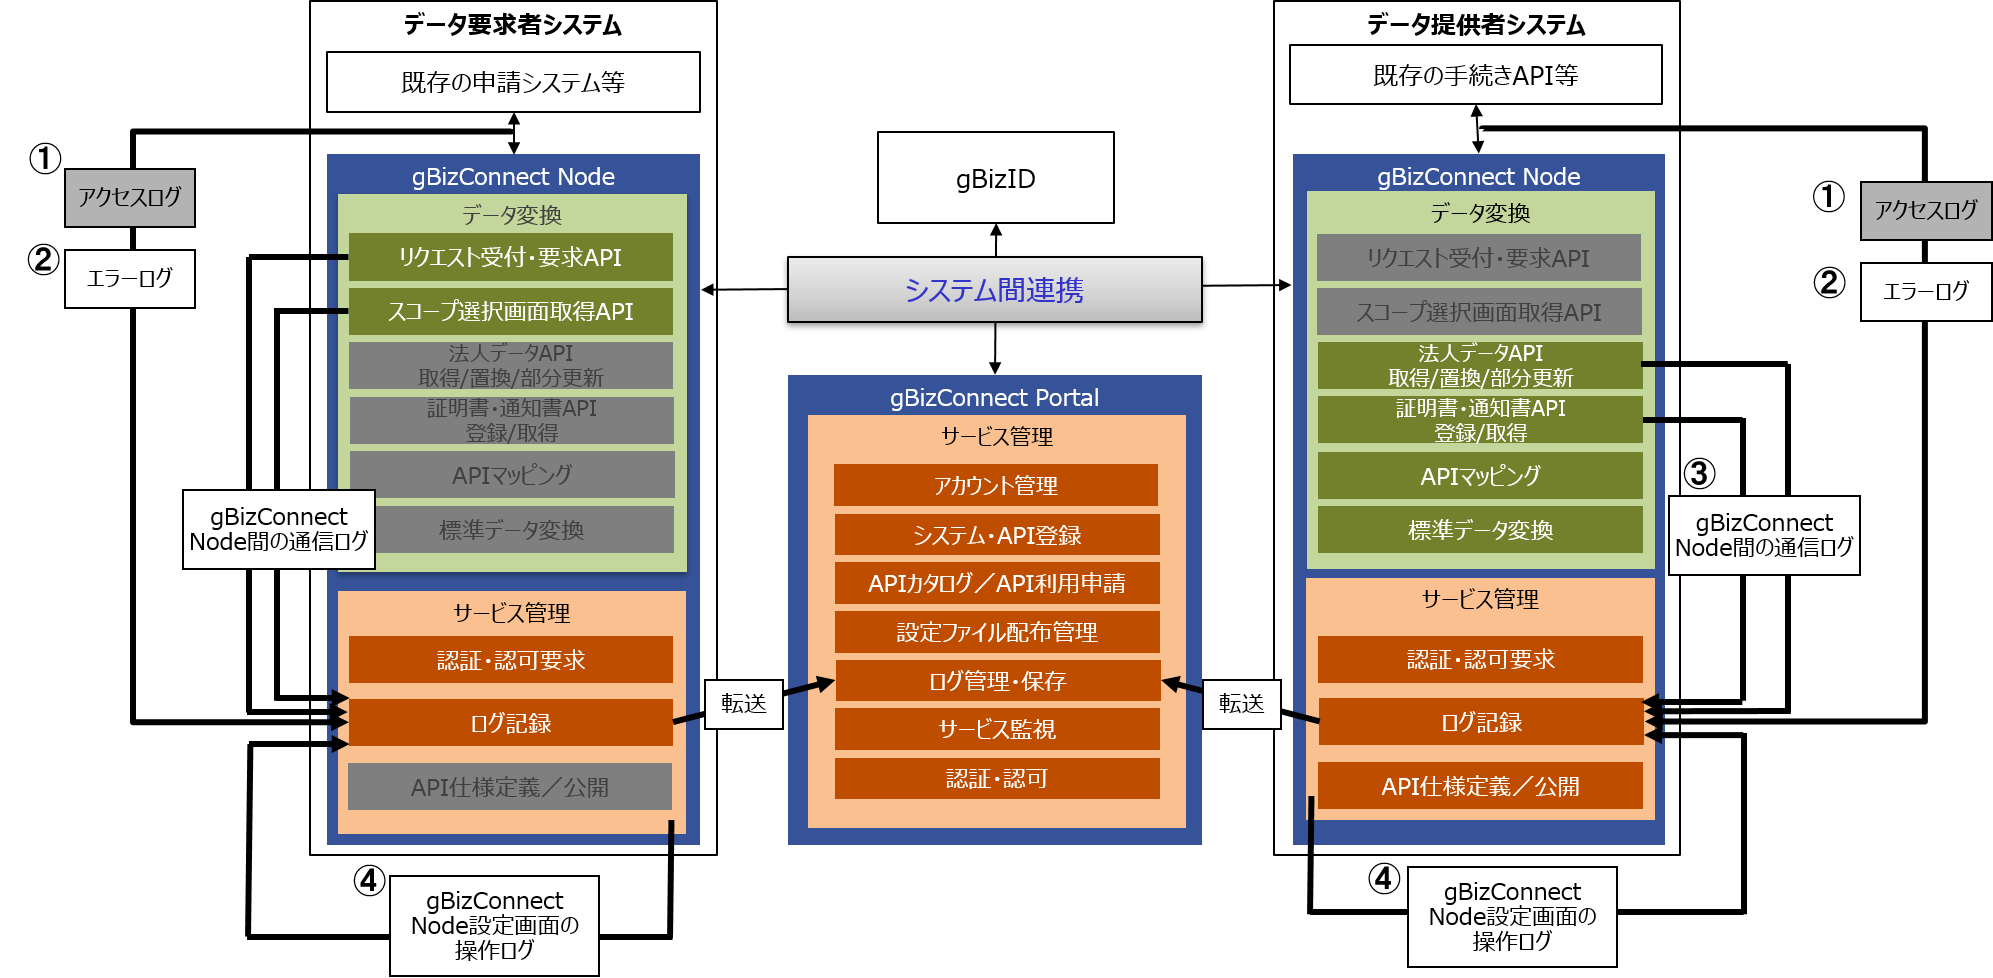 データ要求者システム
既存の申請システム等
①
アクセスログ
②
エラーログ
gBizConnect Node
データ変換
リクエスト受付・要求API
スコープ選択画面取得API
法人データAPI
取得/置換/部分更新
証明書・通知書API
登録/取得
APIマッピング
標準データ変換
gBizConnect
Node間の通信ログ
サービス管理
認証・認可要求
ログ記録
API仕様定義／公開
④
gBizConnect
Node設定画面の
操作ログ
転送
gBizID
システム間連携
gBizConnect Portal
サービス管理
アカウント管理
システム・API登録
APIカタログ／API利用申請
設定ファイル配布管理
ログ管理・保存
サービス監視
認証・認可
転送
データ提供者システム
既存の手続きAPI等
gBizConnect Node
データ変換
リクエスト受付・要求API
スコープ選択画面取得API
法人データAPI
取得/置換/部分更新
証明書・通知書API
登録/取得
APIマッピング
標準データ変換
サービス管理
認証・認可要求
ログ記録
API仕様定義／公開
①
アクセスログ
②
エラーログ
③
gBizConnect
Node間の通信ログ
④
gBizConnect
Node設定画面の
操作ログ